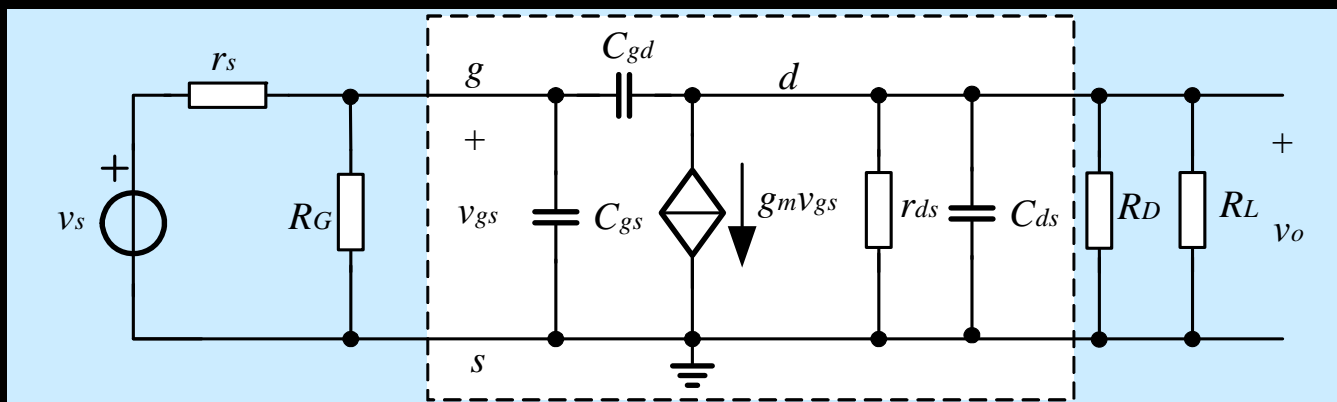 C_gd
r_s
g
d
+
+
+
v_s
R_G
v_gs
C_gs
g_m v_gs
r_ds
C_ds
R_D
R_L
v_o
s